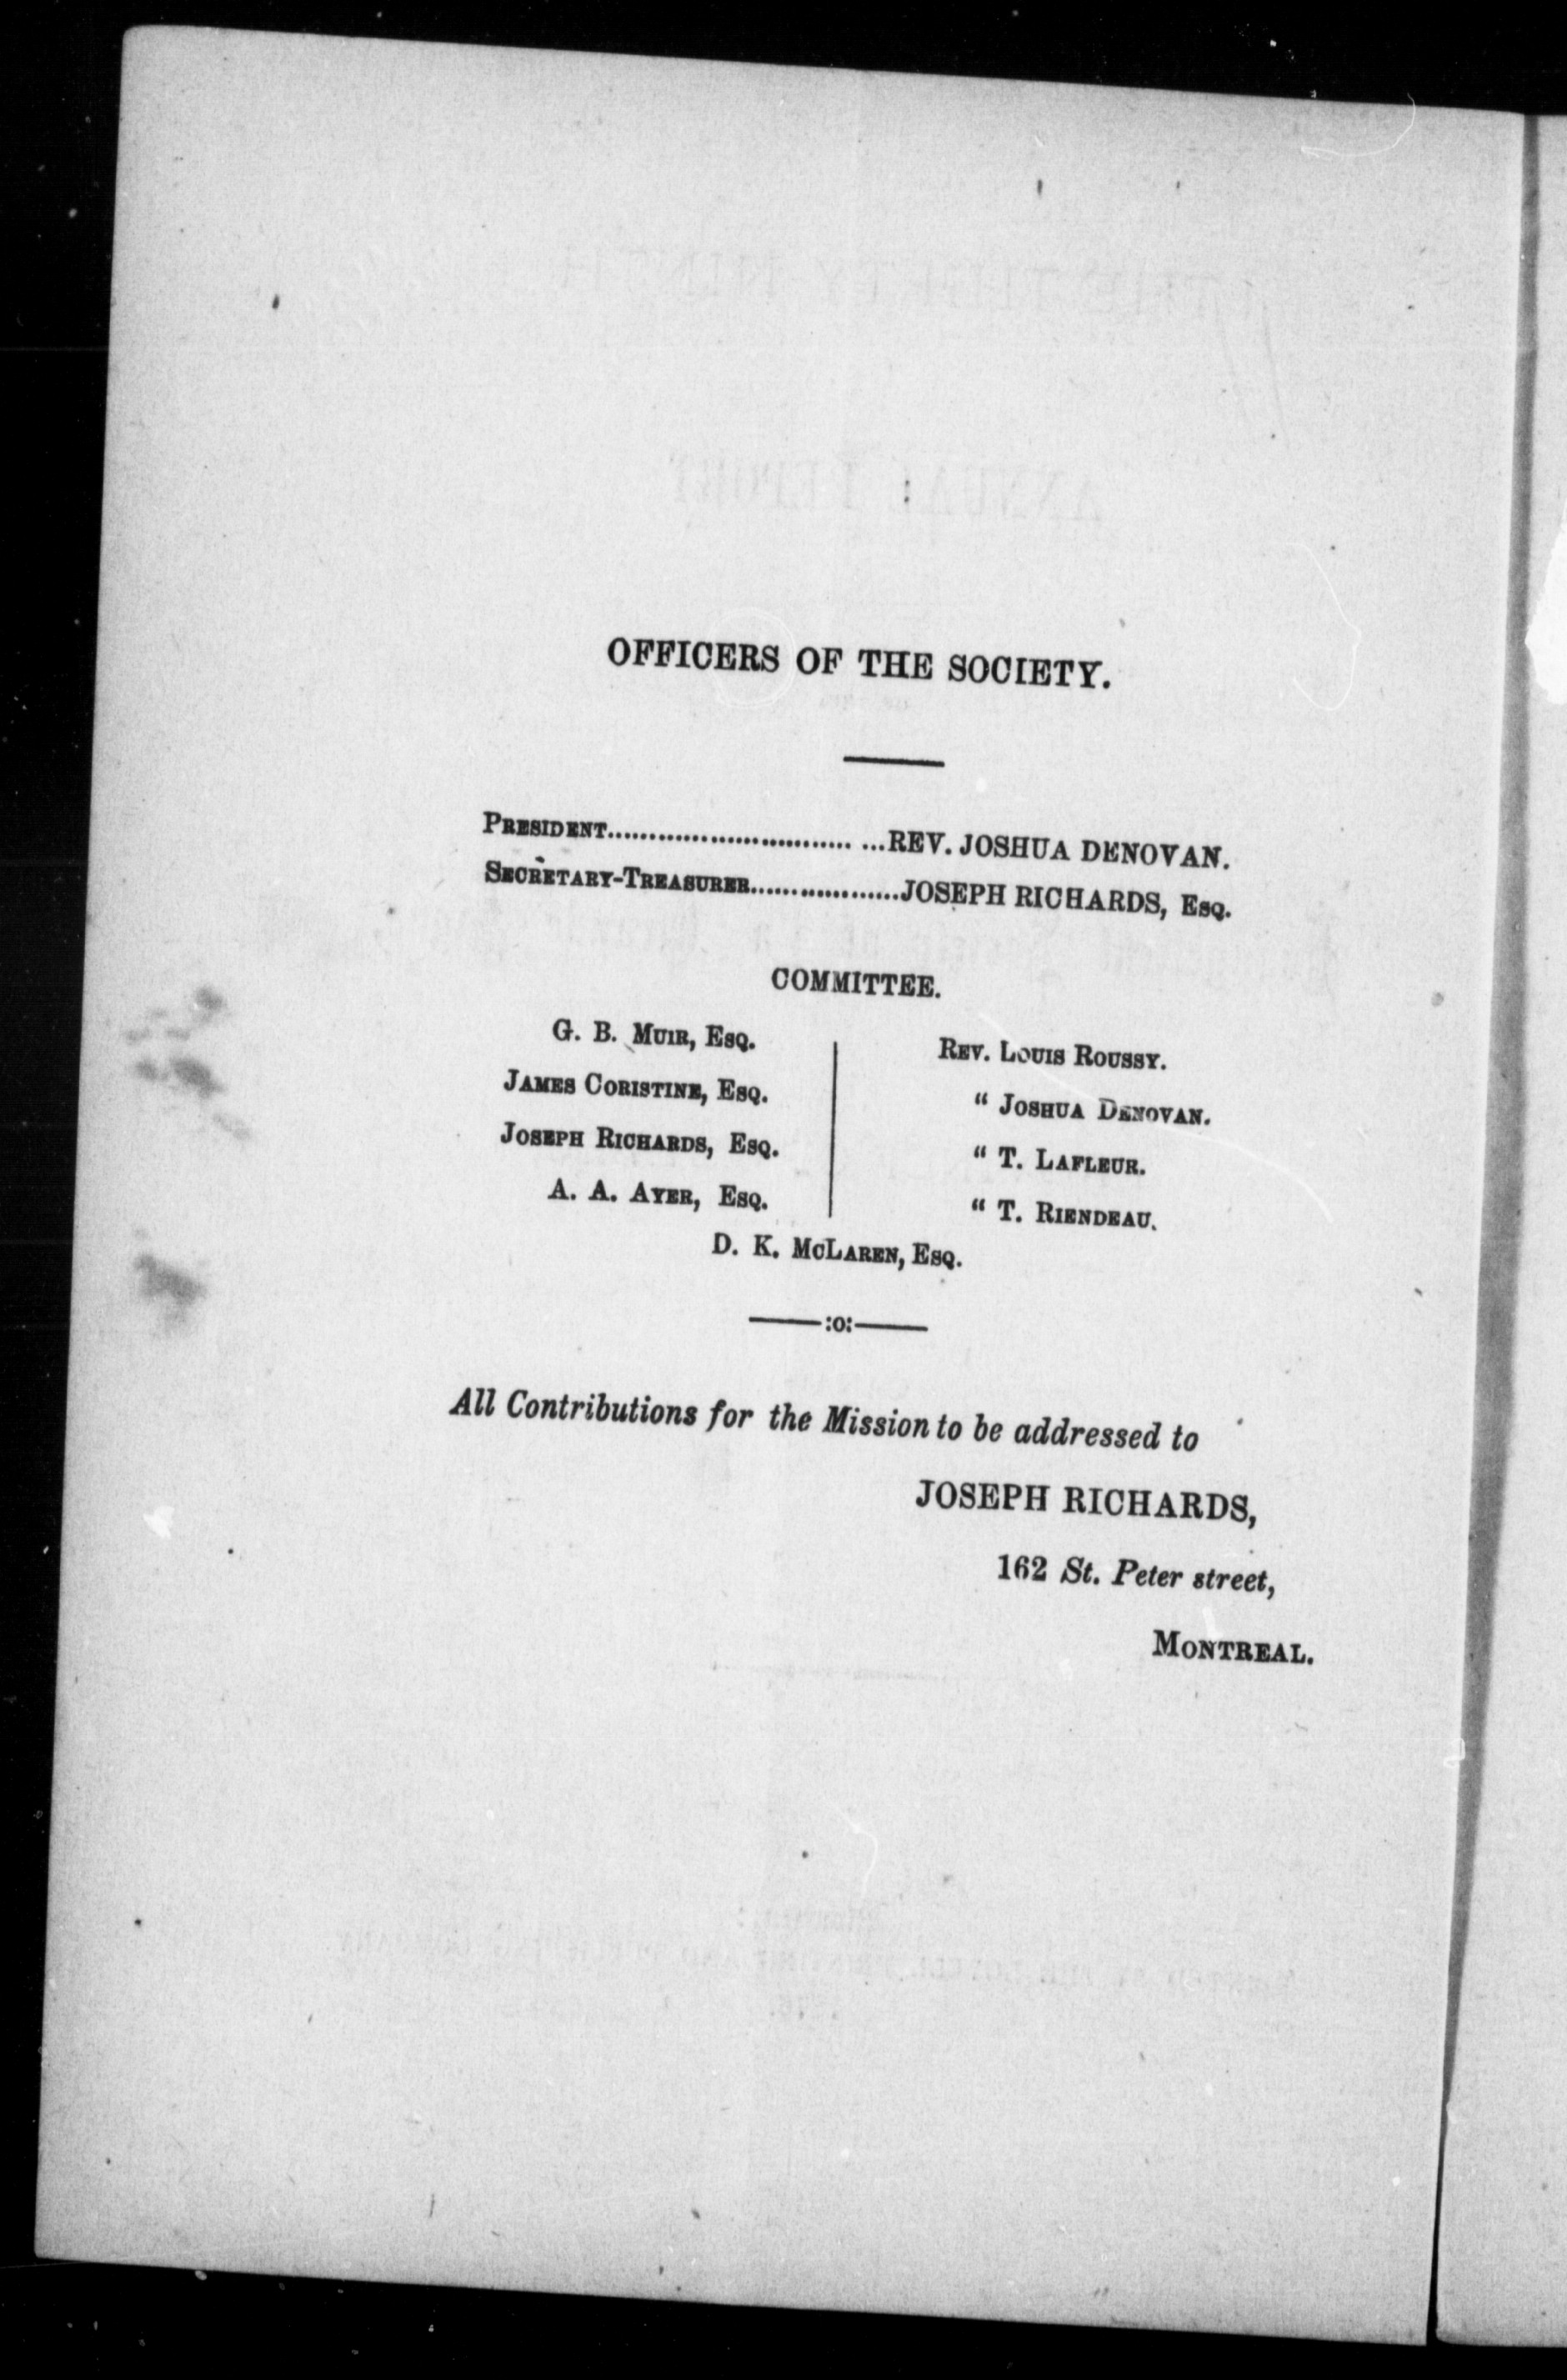 OFFICERS OF THE SOCIETY.
PRESIDENT.............................. ...REV. JOSHUA DENOVAN.
SECRETARY-TREASURER..................JOSEPH RICHARDS, ESQ.
COMMITTEE.
G. B. MUIR, ESQ.
JAMES CORISTINE, ESQ.
JOSEPH RICHARDS, ESQ.
A. A. AYER, ESQ.
REV. LOUIS ROUSSY.
“ JOSHUA DENOVAN.
“ T. LAFLEUR.
“ T. RIENDEAU.
D. K. MCLAREN, ESQ.
——:o:——
All Contributions for the Mission to be addressed to
JOSEPH RICHARDS,
162 St. Peter street,
MONTREAL.